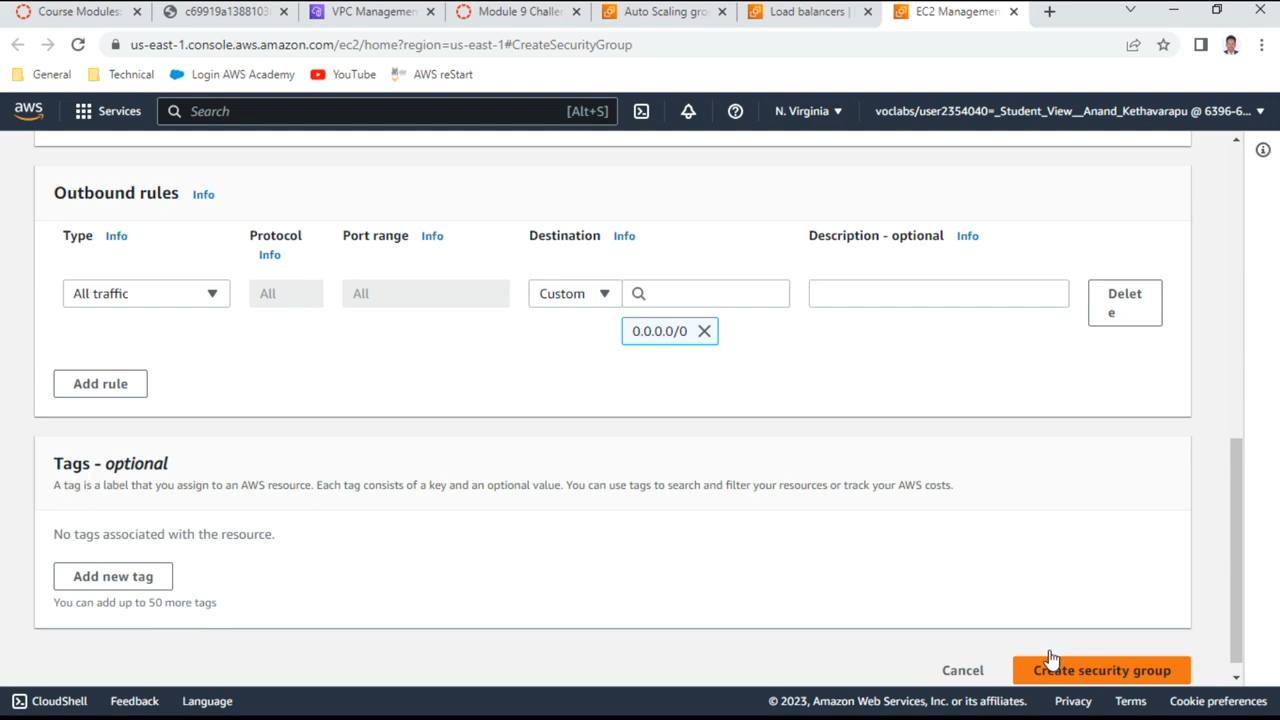 Course Modules:
c69919a1388103
VPC Managemen
Module 9 Challer
Auto Scaling gro
Load balancers |
EC2 Managemen
us-east-1.console.aws.amazon.com/ec2/home?region=us-east-1#CreateSecurityGroup
General
Technical
Login AWS Academy
YouTube
AWS reStart
aws
Services
Search
[Alt+S]
N. Virginia
voclabs/user2354040=_Student_View__Anand_Kethavarapu @ 6396-6...
Outbound rules Info
Type Info
Protocol Info
Port range Info
Destination Info
Description - optional Info
All traffic
All
All
Custom
Delet
e
0.0.0.0/0
Add rule
Tags - optional
A tag is a label that you assign to an AWS resource. Each tag consists of a key and an optional value. You can use tags to search and filter your resources or track your AWS costs.
No tags associated with the resource.
Add new tag
You can add up to 50 more tags
Cancel
Create security group
CloudShell
Feedback
Language
© 2023, Amazon Web Services, Inc. or its affiliates.
Privacy
Terms
Cookie preferences